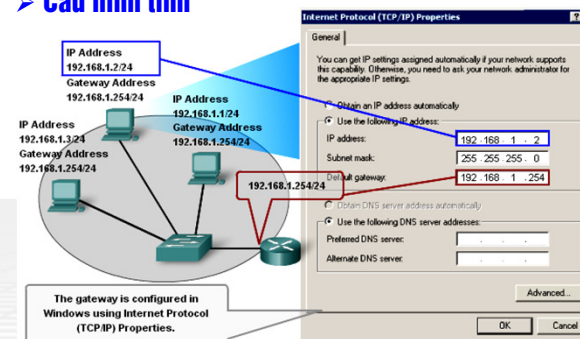 Internet Protocol (TCP/IP) Properties
General
You can get IP settings assigned automatically if your network supports
this capability. Otherwise, you need to ask your network administrator for
the appropriate IP settings.
Obtain an IP address automatically
Use the following IP address:
IP address:
192 . 168 . 1 . 2
Subnet mask:
255 . 255 . 255 . 0
Default gateway:
192 . 168 . 1 . 254
Obtain DNS server address automatically
Use the following DNS server addresses:
Preferred DNS server:
Alternate DNS server:
Advanced...
OK
Cancel
IP Address
192.168.1.2/24
Gateway Address
192.168.1.254/24
IP Address
192.168.1.1/24
Gateway Address
192.168.1.254/24
IP Address
192.168.1.3/24
Gateway Address
192.168.1.254/24
192.168.1.254/24
The gateway is configured in
Windows using Internet Protocol
(TCP/IP) Properties.